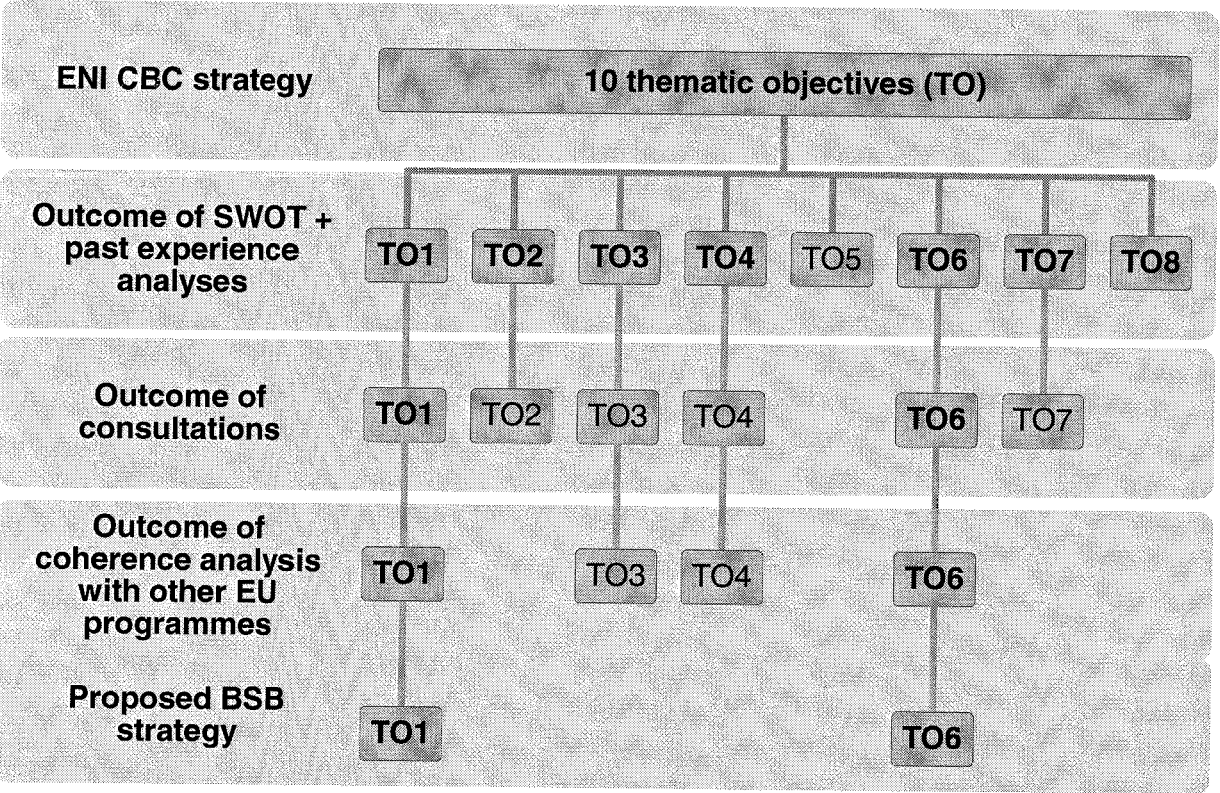 ENI CBC strategy
10 thematic objectives (TO)
Outcome of SWOT +
past experience
analyses
TO1 TO2 TO3 TO4 TO5 TO6 TO7 TO8
Outcome of
consultations
TO1 TO2 TO3 TO4 TO6 TO7
Outcome of
coherence analysis
with other EU
programmes
TO1 TO3 TO4 TO6
Proposed BSB
strategy
TO1 TO6